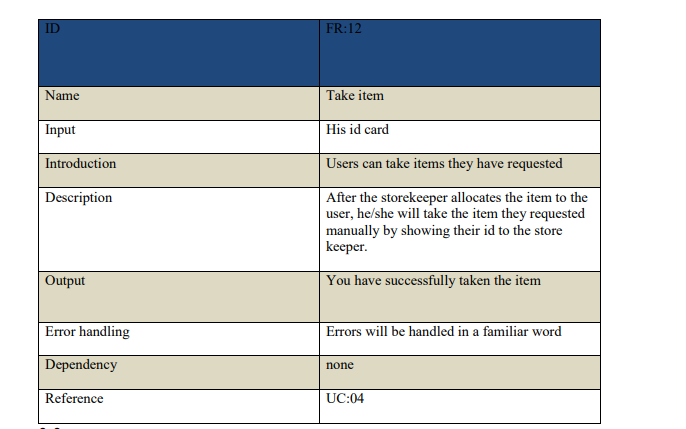 ID FR:12
Name Take item
Input His id card
Introduction Users can take items they have requested
Description After the storekeeper allocates the item to the
user, he/she will take the item they requested
manually by showing their id to the store
keeper.
Output You have successfully taken the item
Error handling Errors will be handled in a familiar word
Dependency none
Reference UC:04